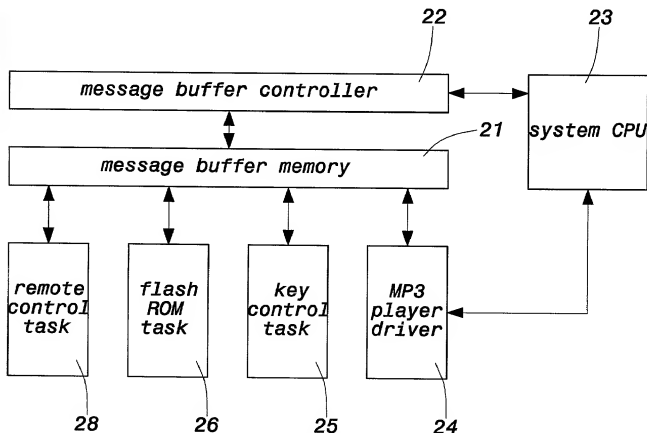 22
23
message buffer controller
system CPU
21
message buffer memory
remote
control
task
flash
ROM
task
key
control
task
MP3
player
driver
28
26
25
24